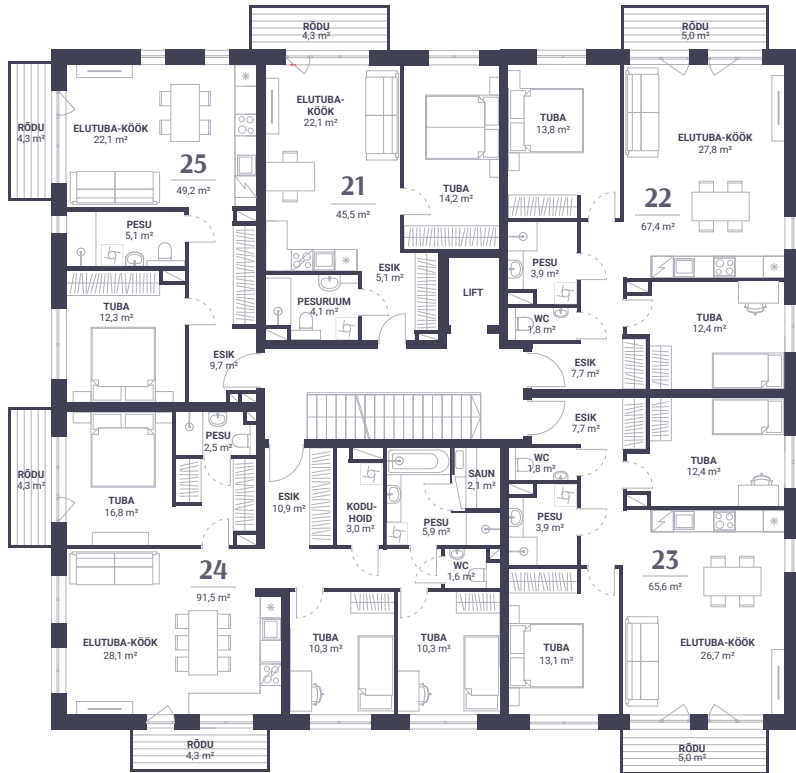 RÕDU
4,3 m²
RÕDU
5,0 m²
RÕDU
4,3 m²
ELUTUBA-KÖÖK
22,1 m²
25
49,2 m²
PESU
5,1 m²
TUBA
12,3 m²
ESIK
9,7 m²
ELUTUBA-
KÖÖK
22,1 m²
21
45,5 m²
TUBA
14,2 m²
ESIK
5,1 m²
PESURUUM
4,1 m²
LIFT
TUBA
13,8 m²
ELUTUBA-KÖÖK
27,8 m²
22
67,4 m²
PESU
3,9 m²
WC
1,8 m²
TUBA
12,4 m²
ESIK
7,7 m²
ESIK
7,7 m²
TUBA
12,4 m²
WC
1,8 m²
PESU
3,9 m²
23
65,6 m²
TUBA
13,1 m²
ELUTUBA-KÖÖK
26,7 m²
RÕDU
5,0 m²
RÕDU
4,3 m²
PESU
2,5 m²
TUBA
16,8 m²
ESIK
10,9 m²
KODU-
HOID
3,0 m²
SAUN
2,1 m²
PESU
5,9 m²
WC
1,6 m²
24
91,5 m²
ELUTUBA-KÖÖK
28,1 m²
TUBA
10,3 m²
TUBA
10,3 m²
RÕDU
4,3 m²